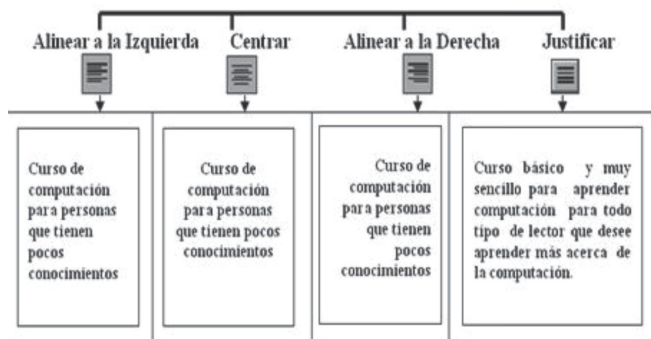 Alinear a la Izquierda
Centrar
Alinear a la Derecha
Justificar
Curso de
computación
para personas
que tienen
pocos
conocimientos
Curso de
computación
para personas
que tienen pocos
conocimientos
Curso de
computación
para personas
que tienen
pocos
conocimientos
Curso básico y muy
sencillo para aprender
computación para todo
tipo de lector que desee
aprender más acerca de
la computación.